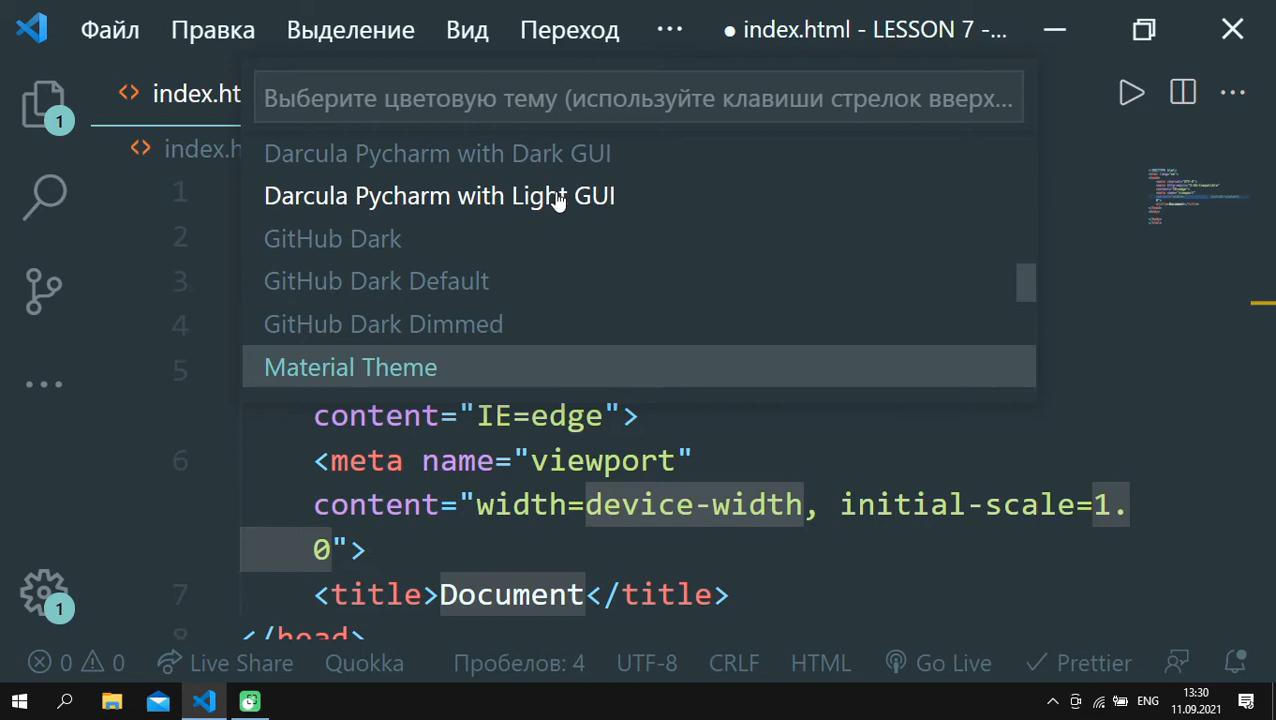 Файл Правка Выделение Вид Переход ··· ● index.html - LESSON 7 -...
1 <> index.ht
<> index.h
Выберите цветовую тему (используйте клавиши стрелок вверх...
Darcula Pycharm with Dark GUI
1 Darcula Pycharm with Light GUI
2 GitHub Dark
3 GitHub Dark Default
4 GitHub Dark Dimmed
5 Material Theme
content="IE=edge">
6 <meta name="viewport"
content="width=device-width, initial-scale=1.
0">
7 <title>Document</title>
8 </head>
1
0 0 Live Share Quokka Пробелов: 4 UTF-8 CRLF HTML Go Live Prettier
ENG 13:30
11.09.2021